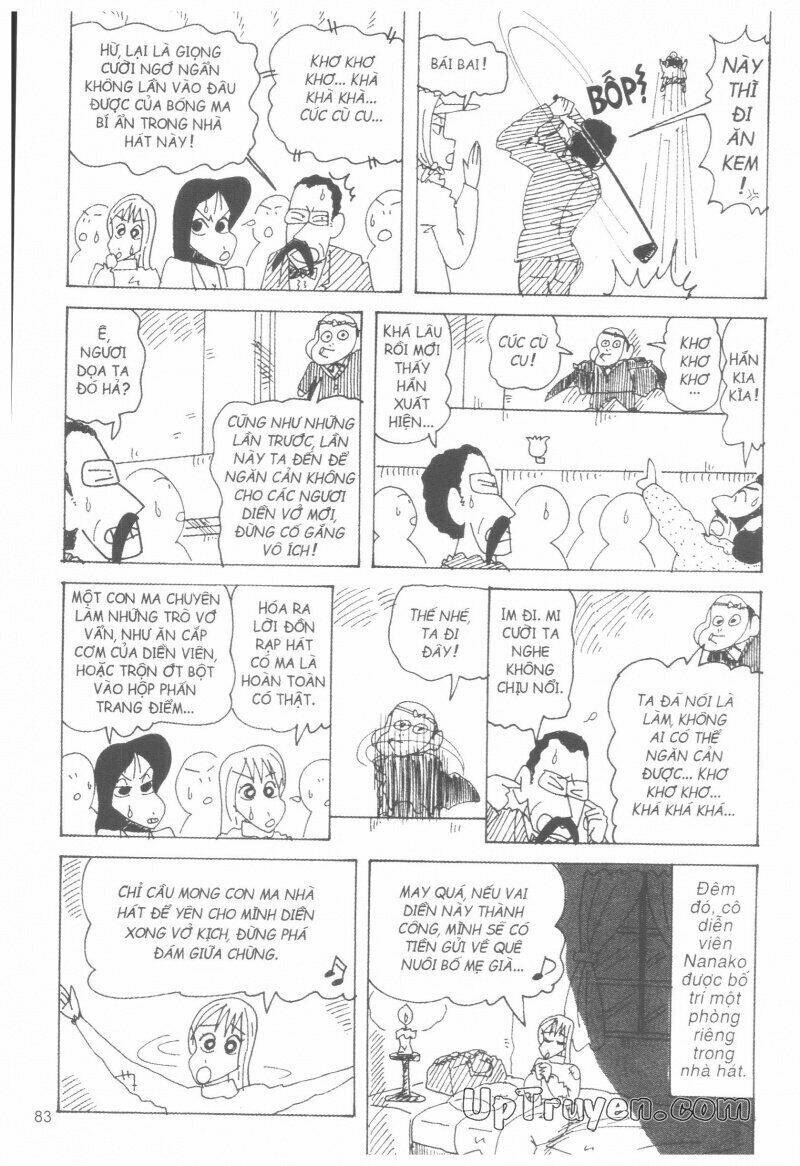 NÀY
THÌ
ĐI
ĂN
KEM
!
BỐP
BÁI BAI!
KHƠ KHƠ
KHƠ... KHÀ
KHÀ KHÀ...
CÚC CÙ CU...
HỪ, LẠI LÀ GIỌNG
CƯỜI NGỚ NGẨN
KHÔNG LẨN VÀO ĐÂU
ĐƯỢC CỦA BÓNG MA
BÍ ẨN TRONG NHÀ
HÁT NÀY!
HẮN
KIA
KÌA!
KHƠ
KHƠ
KHƠ
...
CÚC CÙ
CU!
KHÁ LÂU
RỒI MỚI
THẤY
HẮN
XUẤT
HIỆN...
CŨNG NHƯ NHỮNG
LẦN TRƯỚC, LẦN
NÀY TA ĐẾN ĐỂ
NGĂN CẢN KHÔNG
CHO CÁC NGƯƠI
DIỄN VỞ MỚI,
ĐỪNG CỐ GẮNG
VÔ ÍCH!
Ê,
NGƯƠI
DỌA TA
ĐÓ HẢ?
TA ĐÃ NÓI LÀ
LÀM, KHÔNG
AI CÓ THỂ
NGĂN CẢN
ĐƯỢC... KHƠ
KHƠ KHƠ...
KHÁ KHÁ KHÁ...
IM ĐI. MI
CƯỜI TA
NGHE
KHÔNG
CHỊU NỔI.
THẾ NHÉ,
TA ĐI
ĐÂY!
HÓA RA
LỜI ĐỒN
RẠP HÁT
CÓ MA LÀ
HOÀN TOÀN
CÓ THẬT.
MỘT CON MA CHUYÊN
LÀM NHỮNG TRÒ VỚ
VẨN, NHƯ ĂN CẮP
CƠM CỦA DIỄN VIÊN,
HOẶC TRỘN ỚT BỘT
VÀO HỘP PHẤN
TRANG ĐIỂM...
Đêm
đó, cô
diễn
viên
Nanako
được bố
trí một
phòng
riêng
trong
nhà hát.
MAY QUÁ, NẾU VAI
DIỄN NÀY THÀNH
CÔNG, MÌNH SẼ CÓ
TIỀN GỬI VỀ QUÊ
NUÔI BỐ MẸ GIÀ...
CHỈ CẦU MONG CON MA NHÀ
HÁT ĐỂ YÊN CHO MÌNH DIỄN
XONG VỞ KỊCH, ĐỪNG PHÁ
ĐÁM GIỮA CHỪNG.
83
UpTruyen.com